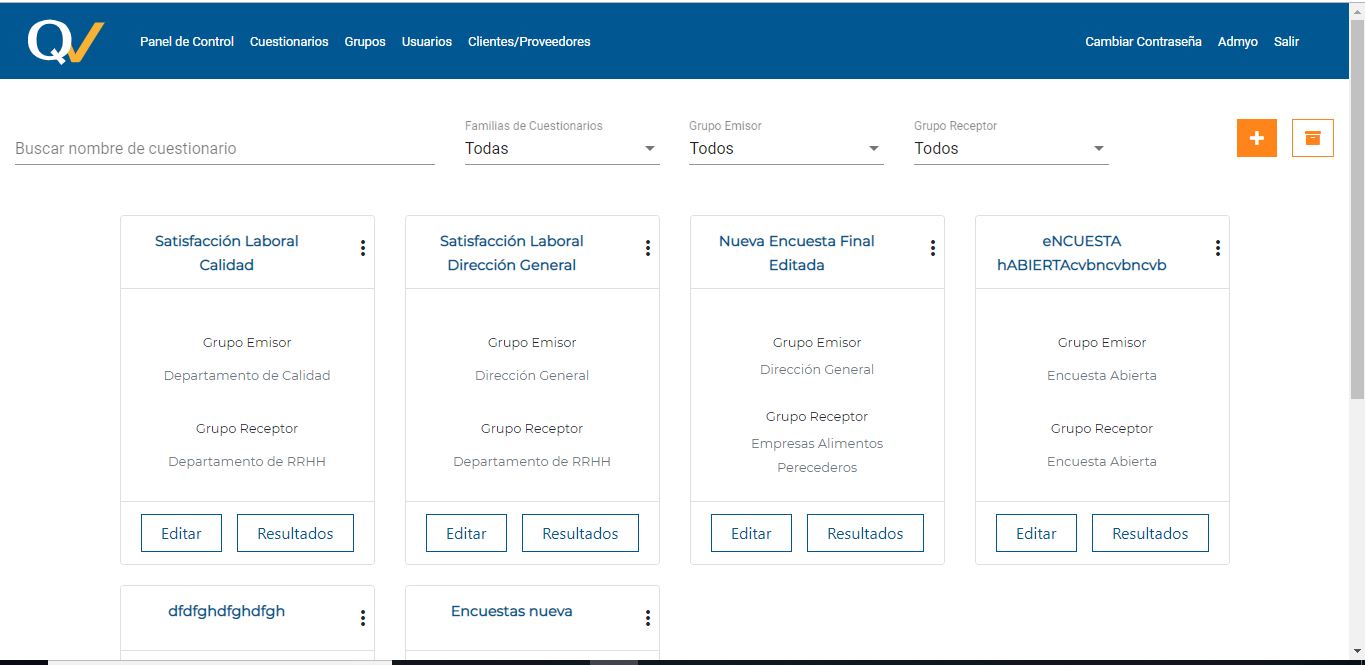 QV
Panel de Control Cuestionarios Grupos Usuarios Clientes/Proveedores Cambiar Contraseña Admyo Salir
Familias de Cuestionarios Grupo Emisor Grupo Receptor
Buscar nombre de cuestionario Todas Todos Todos
Satisfacción Laboral
Calidad
Grupo Emisor
Departamento de Calidad
Grupo Receptor
Departamento de RRHH
Editar Resultados
Satisfacción Laboral
Dirección General
Grupo Emisor
Dirección General
Grupo Receptor
Departamento de RRHH
Editar Resultados
Nueva Encuesta Final
Editada
Grupo Emisor
Dirección General
Grupo Receptor
Empresas Alimentos
Perecederos
Editar Resultados
eNCUESTA
hABIERTAcvbncvbncvb
Grupo Emisor
Encuesta Abierta
Grupo Receptor
Encuesta Abierta
Editar Resultados
dfdfghdfghdfgh
Encuestas nueva